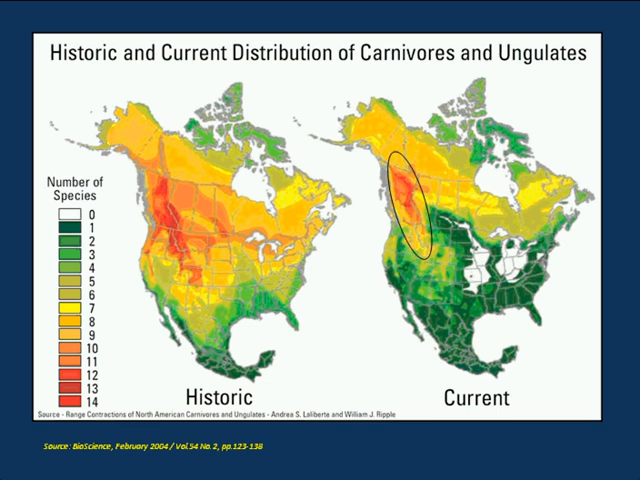 Historic and Current Distribution of Carnivores and Ungulates
Number of
Species
0
1
2
3
4
5
6
7
8
9
10
11
12
13
14
Historic
Current
Source - Range Contractions of North American Carnivores and Ungulates - Andrea S. Laliberte and William J. Ripple
Source: BioScience, February 2004 / Vol.54 No.2, pp.123-138